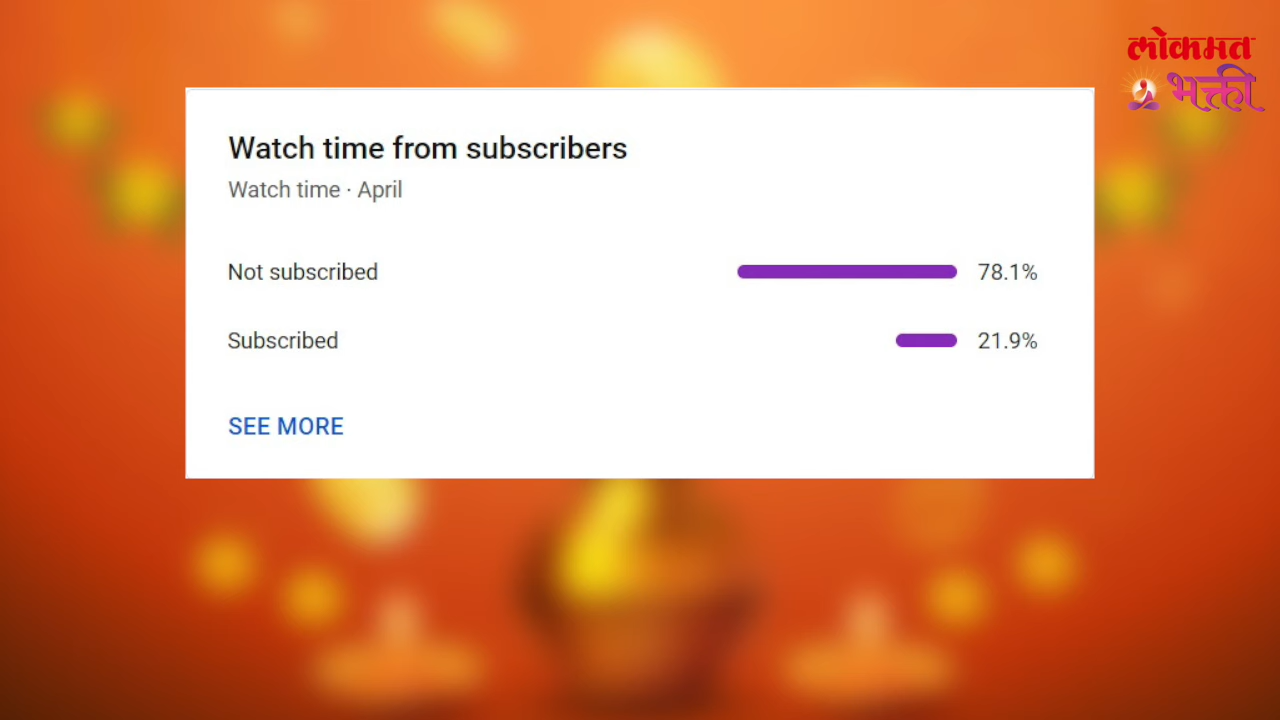 लोकमत
भक्ती
Watch time from subscribers
Watch time · April
Not subscribed 78.1%
Subscribed 21.9%
SEE MORE